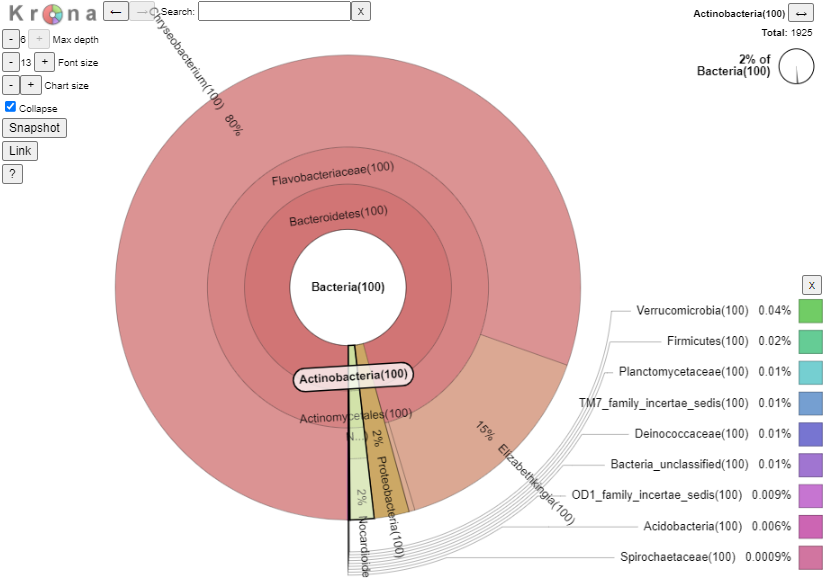 Krona
← → Search: X
Actinobacteria(100) ↔
- 6 + Max depth
Total: 1925
- 13 + Font size
2% of
Bacteria(100)
- + Chart size
Collapse
Snapshot
Link
?
Chryseobacterium(100) 80%
Flavobacteriaceae(100)
Bacteroidetes(100)
Bacteria(100)
X
Verrucomicrobia(100) 0.04%
Firmicutes(100) 0.02%
Planctomycetaceae(100) 0.01%
Actinobacteria(100)
TM7_family_incertae_sedis(100) 0.01%
Actinomycetales(100)
N...)
Deinococcaceae(100) 0.01%
15% Elizabethkingia(100)
2% Proteobacteria(100)
Bacteria_unclassified(100) 0.01%
2% Nocardioide
OD1_family_incertae_sedis(100) 0.009%
Acidobacteria(100) 0.006%
Spirochaetaceae(100) 0.0009%